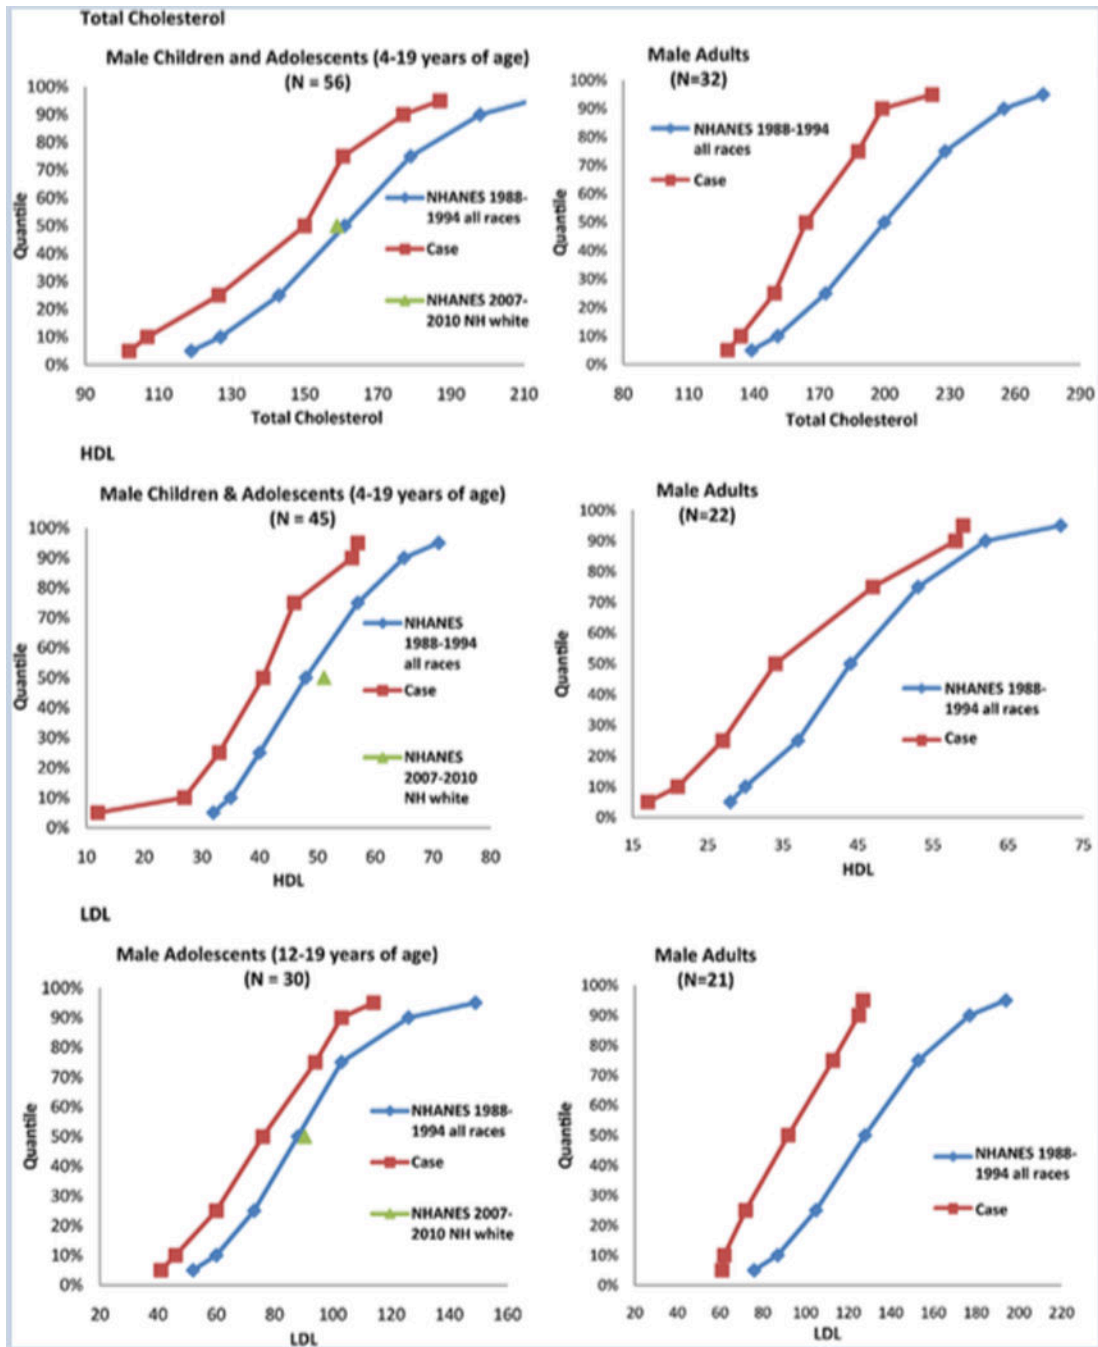 Total Cholesterol
Male Children and Adolescents (4-19 years of age)
(N = 56)
100%
90%
80%
70%
60%
50%
40%
30%
20%
10%
0%
Quantile
NHANES 1988-
1994 all races
Case
NHANES 2007-
2010 NH white
90 110 130 150 170 190 210
Total Cholesterol
Male Adults
(N=32)
100%
90%
80%
70%
60%
50%
40%
30%
20%
10%
0%
Quantile
NHANES 1988-1994
all races
Case
80 110 140 170 200 230 260 290
Total Cholesterol
HDL
Male Children & Adolescents (4-19 years of age)
(N = 45)
100%
90%
80%
70%
60%
50%
40%
30%
20%
10%
0%
Quantile
NHANES
1988-1994
all races
Case
NHANES
2007-2010
NH white
10 20 30 40 50 60 70 80
HDL
Male Adults
(N=22)
100%
90%
80%
70%
60%
50%
40%
30%
20%
10%
0%
Quantile
NHANES 1988-
1994 all races
Case
15 25 35 45 55 65 75
HDL
LDL
Male Adolescents (12-19 years of age)
(N = 30)
100%
90%
80%
70%
60%
50%
40%
30%
20%
10%
0%
Quantile
NHANES 1988-
1994 all races
Case
NHANES 2007-
2010 NH white
20 40 60 80 100 120 140 160
LDL
Male Adults
(N=21)
100%
90%
80%
70%
60%
50%
40%
30%
20%
10%
0%
Quantile
NHANES 1988-
1994 all races
Case
20 40 60 80 100 120 140 160 180 200 220
LDL